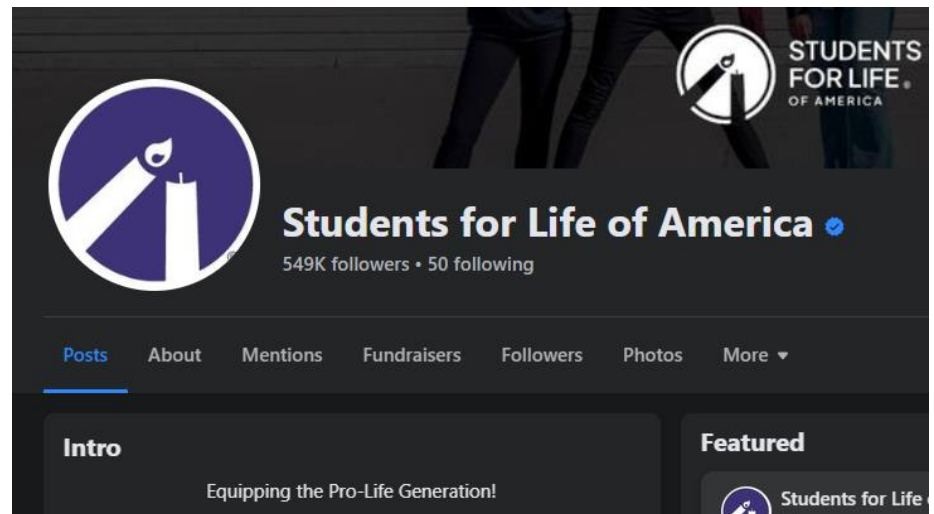 STUDENTS
FOR LIFE®
OF AMERICA
Students for Life of America
549K followers • 50 following
Posts About Mentions Fundraisers Followers Photos More
Intro
Featured
Equipping the Pro-Life Generation!
Students for Life